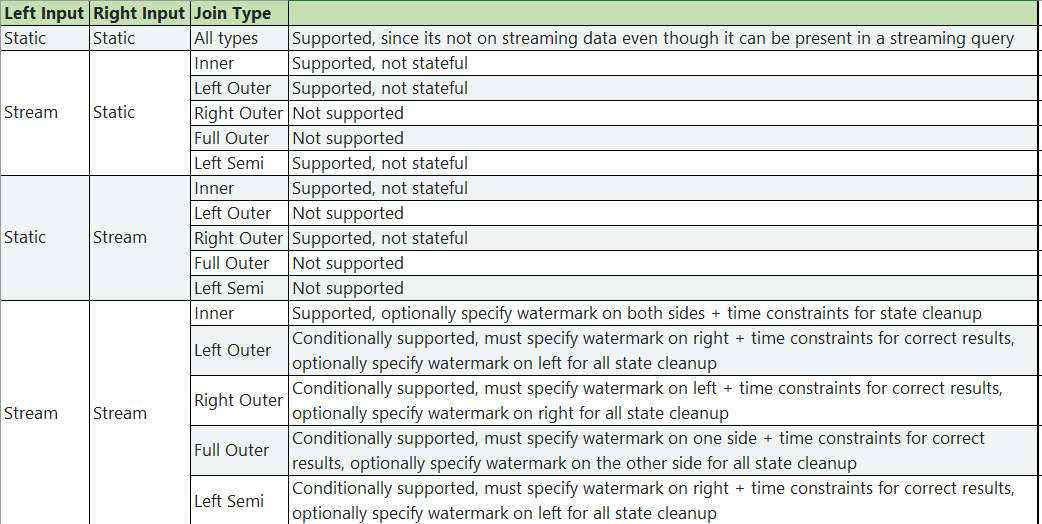 Left Input Right Input Join Type
Static Static All types Supported, since its not on streaming data even though it can be present in a streaming query
Stream Static
Inner Supported, not stateful
Left Outer Supported, not stateful
Right Outer Not supported
Full Outer Not supported
Left Semi Supported, not stateful
Static Stream
Inner Supported, not stateful
Left Outer Not supported
Right Outer Supported, not stateful
Full Outer Not supported
Left Semi Not supported
Stream Stream
Inner Supported, optionally specify watermark on both sides + time constraints for state cleanup
Left Outer Conditionally supported, must specify watermark on right + time constraints for correct results,
optionally specify watermark on left for all state cleanup
Right Outer Conditionally supported, must specify watermark on left + time constraints for correct results,
optionally specify watermark on right for all state cleanup
Full Outer Conditionally supported, must specify watermark on one side + time constraints for correct
results, optionally specify watermark on the other side for all state cleanup
Left Semi Conditionally supported, must specify watermark on right + time constraints for correct results,
optionally specify watermark on left for all state cleanup